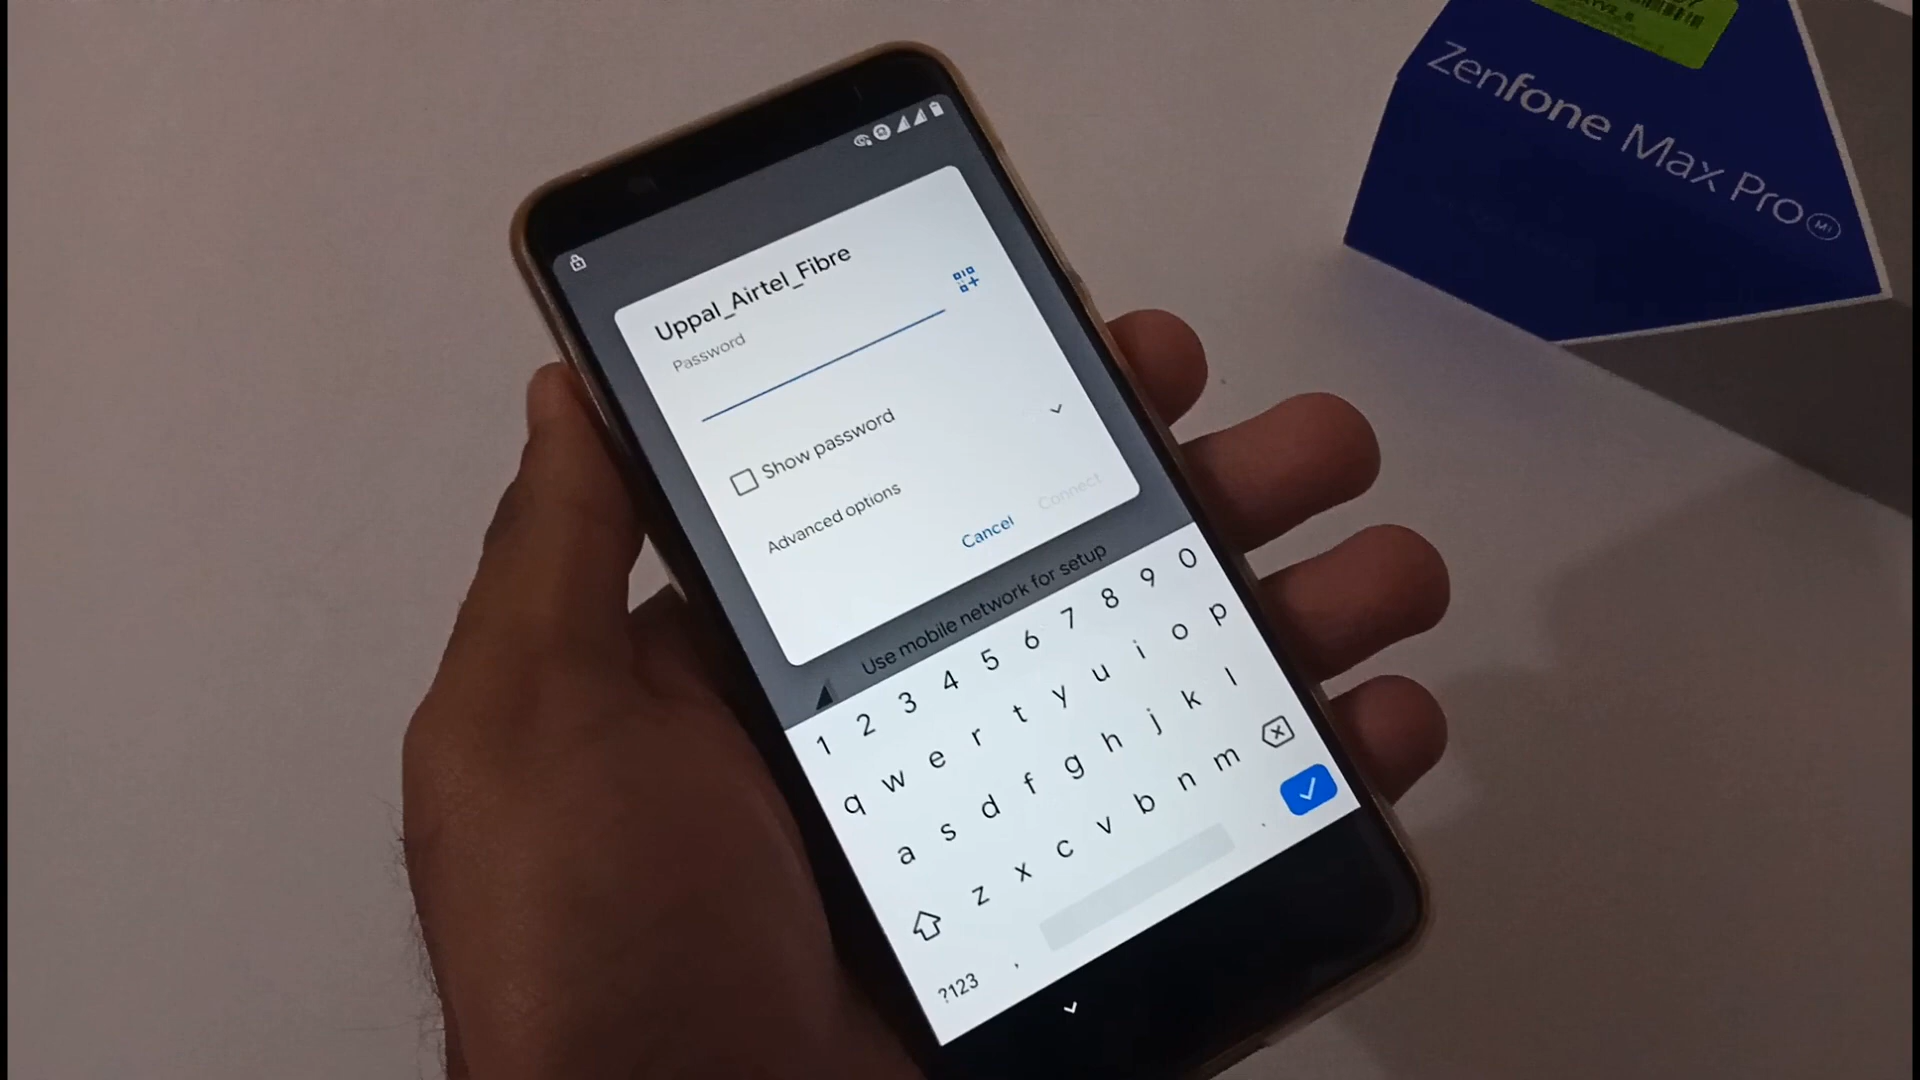 Uppal_Airtel_Fibre
Password
Show password
Advanced options
Cancel
Connect
Use mobile network for setup
1 2 3 4 5 6 7 8 9 0
q w e r t y u i o p
a s d f g h j k l
z x c v b n m
?123 , .
Zenfone Max Pro M1